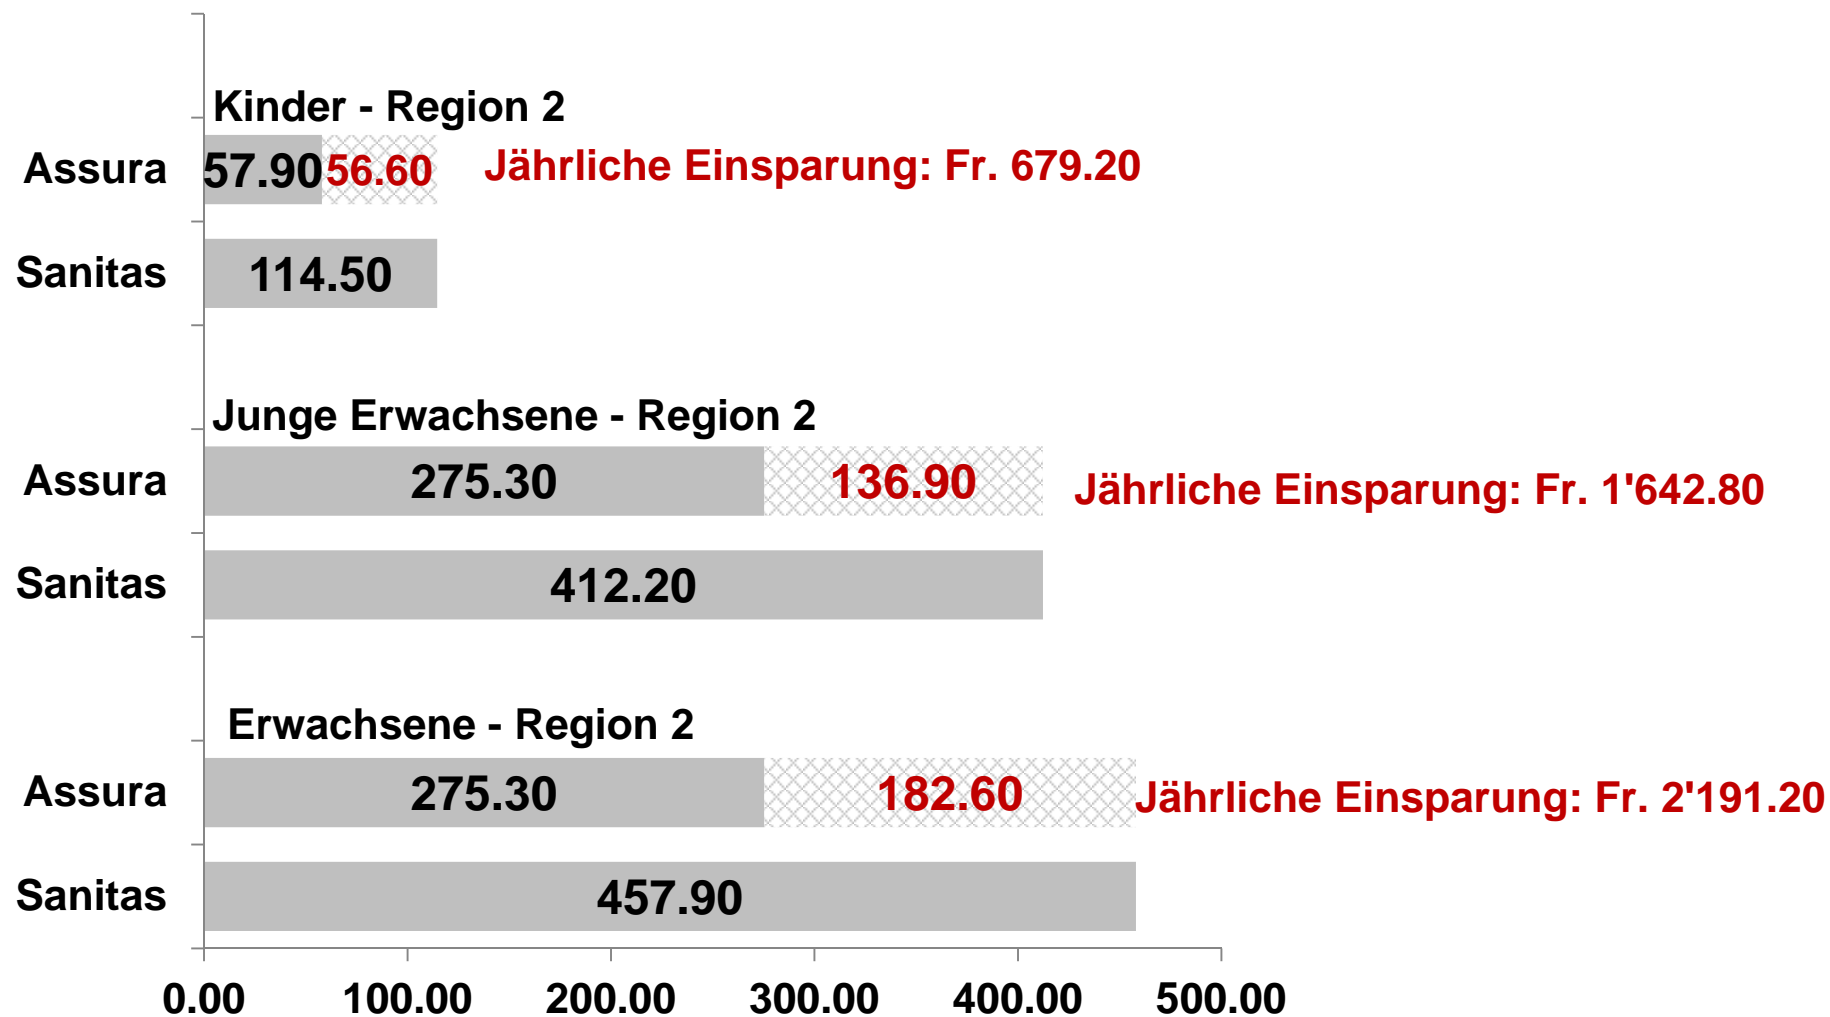 Kinder - Region 2
Assura 57.90 56.60 Jährliche Einsparung: Fr. 679.20
Sanitas 114.50
Junge Erwachsene - Region 2
Assura 275.30 136.90 Jährliche Einsparung: Fr. 1'642.80
Sanitas 412.20
Erwachsene - Region 2
Assura 275.30 182.60 Jährliche Einsparung: Fr. 2'191.20
Sanitas 457.90
0.00 100.00 200.00 300.00 400.00 500.00